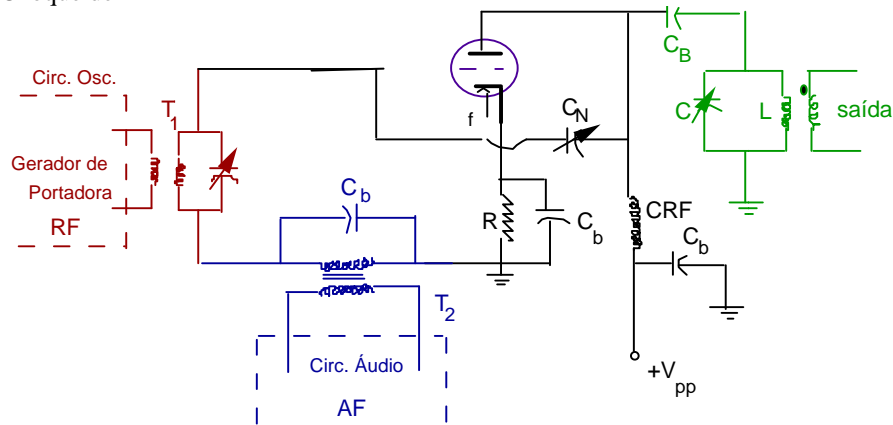 Circ. Osc.
T1
Gerador de
Portadora
RF
Cb
T2
Circ. Áudio
AF
f
CN
R
Cb
CRF
Cb
+Vpp
CB
C
L
saída